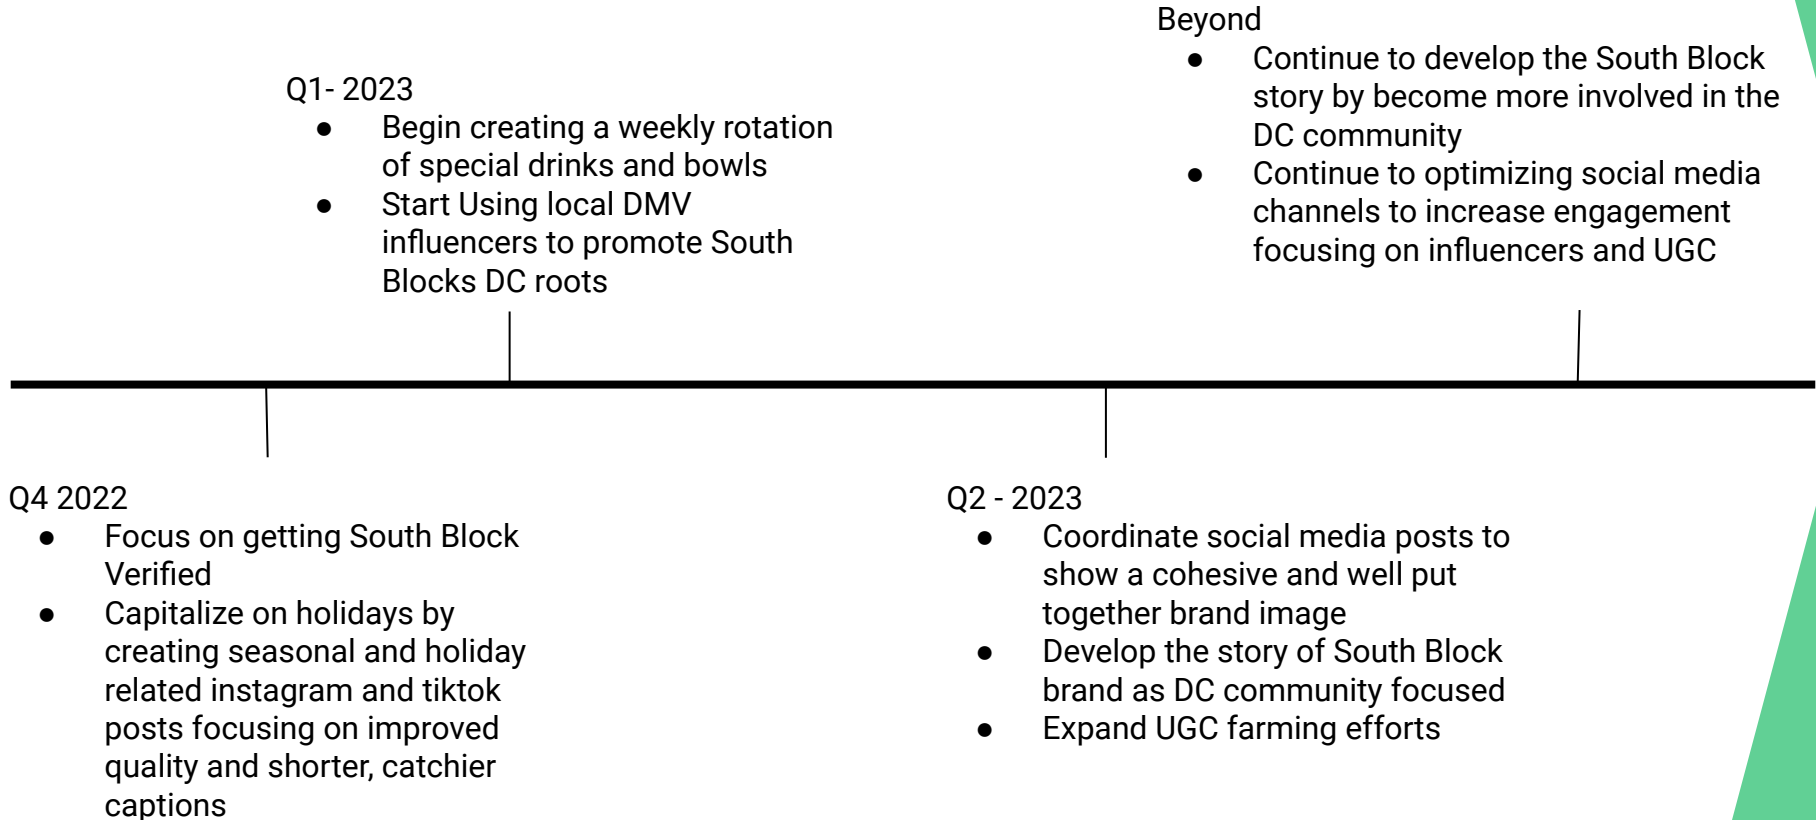 Q4 2022
● Focus on getting South Block
Verified
● Capitalize on holidays by
creating seasonal and holiday
related instagram and tiktok
posts focusing on improved
quality and shorter, catchier
captions
Q1- 2023
● Begin creating a weekly rotation
of special drinks and bowls
● Start Using local DMV
influencers to promote South
Blocks DC roots
Q2 - 2023
● Coordinate social media posts to
show a cohesive and well put
together brand image
● Develop the story of South Block
brand as DC community focused
● Expand UGC farming efforts
Beyond
● Continue to develop the South Block
story by become more involved in the
DC community
● Continue to optimizing social media
channels to increase engagement
focusing on influencers and UGC